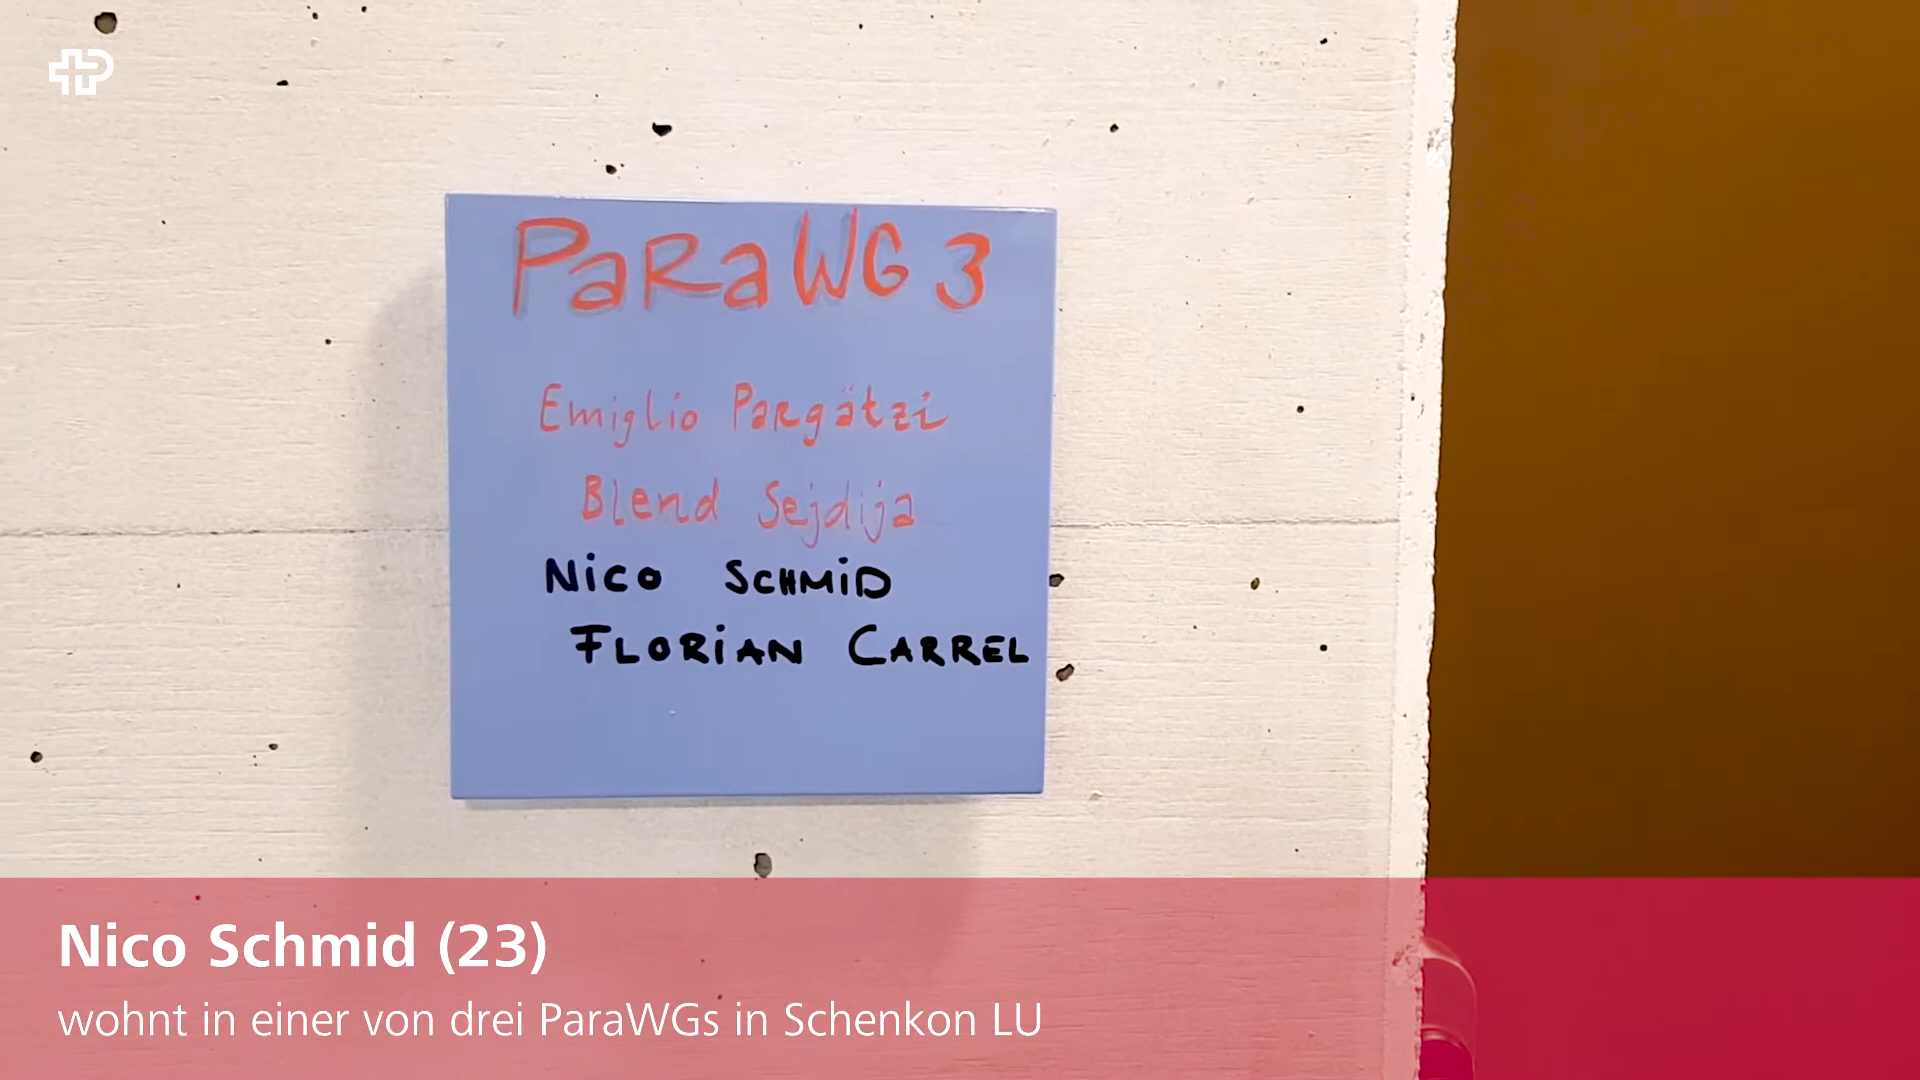 PaRaWG 3
Emiglio Pargätzi
Blend Sejdija
NiCO SCHMiD
FLORiAN CARREL
Nico Schmid (23)
wohnt in einer von drei ParaWGs in Schenkon LU